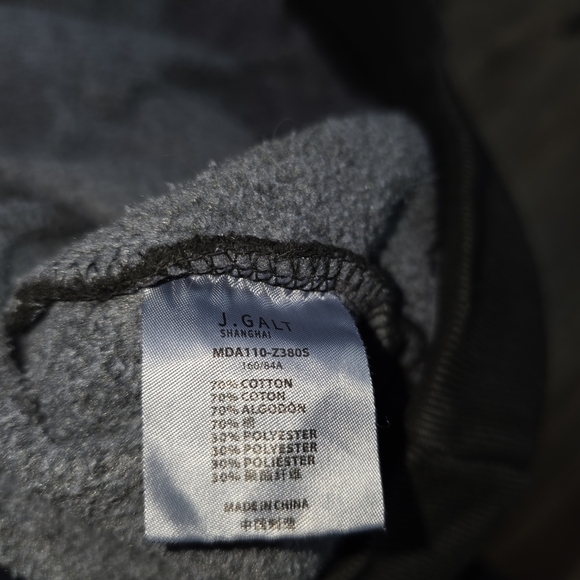 J.GALT
SHANGHAI
MDA110-Z380S
160/84A
70% COTTON
70% COTON
70% ALGODÓN
70% 棉
30% POLYESTER
30% POLYESTER
30% POLIÉSTER
30% 聚酯纤维
MADE IN CHINA
中国制造